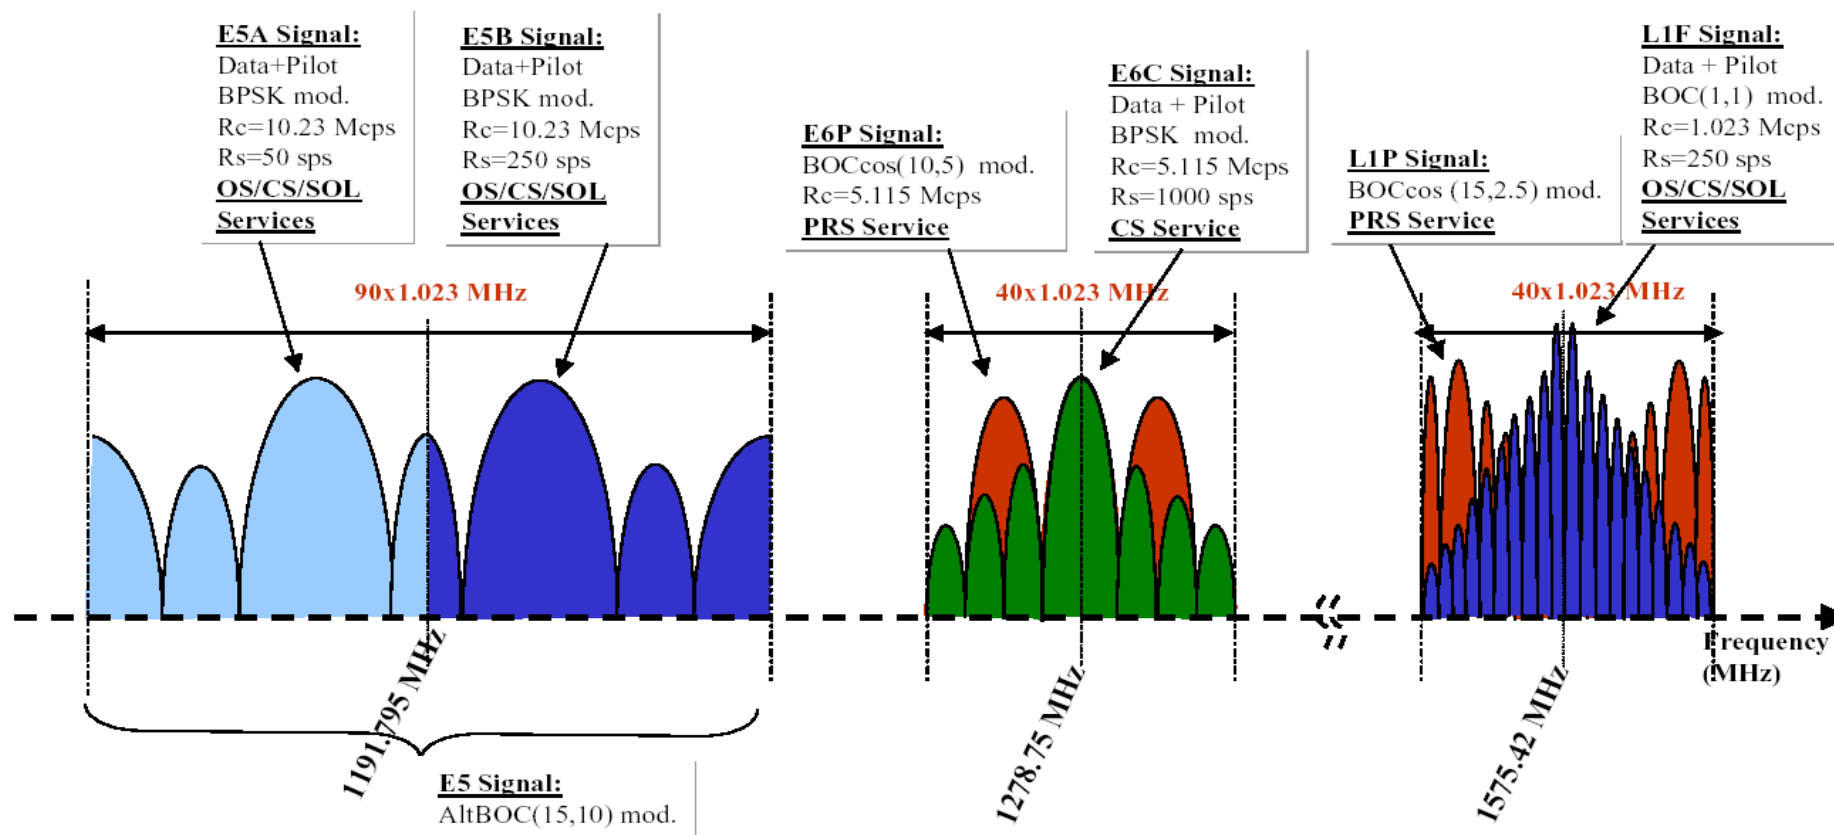 E5A Signal:
Data+Pilot
BPSK mod.
Rc=10.23 Mcps
Rs=50 sps
OS/CS/SOL
Services
E5B Signal:
Data+Pilot
BPSK mod.
Rc=10.23 Mcps
Rs=250 sps
OS/CS/SOL
Services
E6P Signal:
BOCcos(10,5) mod.
Rc=5.115 Mcps
PRS Service
E6C Signal:
Data + Pilot
BPSK mod.
Rc=5.115 Mcps
Rs=1000 sps
CS Service
L1P Signal:
BOCcos (15,2.5) mod.
PRS Service
L1F Signal:
Data + Pilot
BOC(1,1) mod.
Rc=1.023 Mcps
Rs=250 sps
OS/CS/SOL
Services
90x1.023 MHz
40x1.023 MHz
40x1.023 MHz
Frequency
(MHz)
1191.795 MHz
1278.75 MHz
1575.42 MHz
E5 Signal:
AltBOC(15,10) mod.